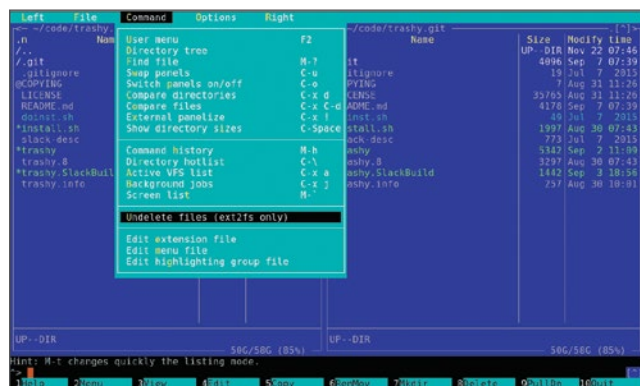 Left File Command Options Right
<- ~/code/trashy. ~/code/trashy.git .[^]>
.n Nam Name Size Modify time
/.. UP--DIR Nov 22 07:46
/.git it 4096 Sep 7 07:39
.gitignore itignore 19 Jul 7 2015
@COPYING PYING 7 Aug 31 11:26
LICENSE CENSE 35765 Aug 31 11:26
README.md ADME.md 4178 Sep 7 07:39
doinst.sh inst.sh 49 Jul 7 2015
*install.sh stall.sh 1997 Aug 30 07:43
slack-desc ack-desc 773 Jul 7 2015
*trashy ashy 5342 Sep 2 11:09
trashy.8 ashy.8 3297 Aug 30 07:43
*trashy.SlackBuil ashy.SlackBuild 1442 Sep 3 18:56
trashy.info ashy.info 257 Aug 30 10:01
User menu F2
Directory tree
Find file M-?
Swap panels C-u
Switch panels on/off C-o
Compare directories C-x d
Compare files C-x C-d
External panelize C-x !
Show directory sizes C-Space
Command history M-h
Directory hotlist C-\
Active VFS list C-x a
Background jobs C-x j
Screen list M-`
Undelete files (ext2fs only)
Edit extension file
Edit menu file
Edit highlighting group file
UP--DIR UP--DIR
50G/58G (85%) 50G/58G (85%)
Hint: M-t changes quickly the listing mode.
~> [^]
1Help 2Menu 3View 4Edit 5Copy 6RenMov 7Mkdir 8Delete 9PullDn 10Quit